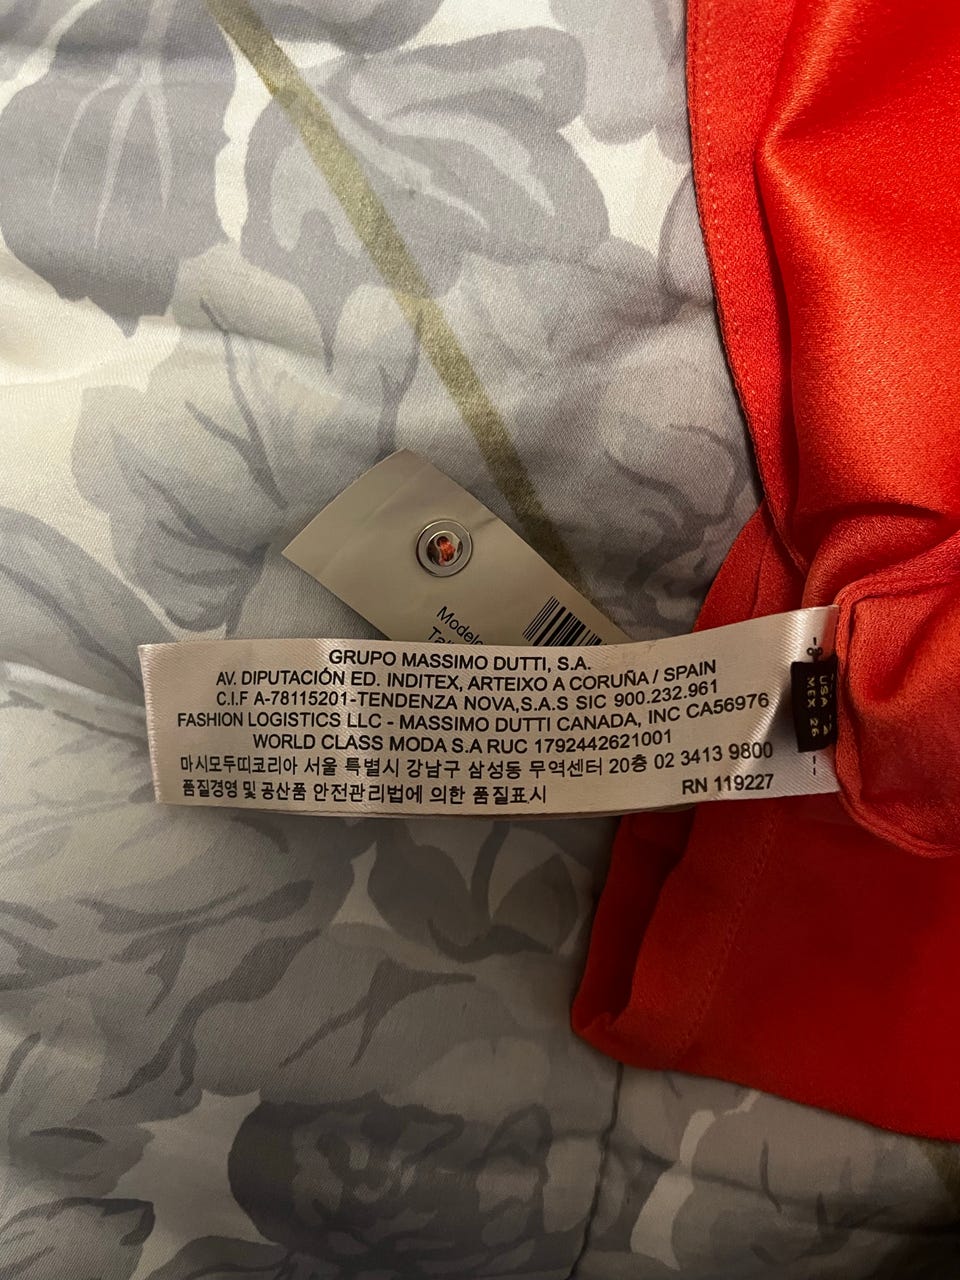 Modelo
GRUPO MASSIMO DUTTI, S.A.
AV. DIPUTACIÓN ED. INDITEX, ARTEIXO A CORUÑA / SPAIN
C.I.F A-78115201-TENDENZA NOVA,S.A.S SIC 900.232.961
FASHION LOGISTICS LLC - MASSIMO DUTTI CANADA, INC CA56976
WORLD CLASS MODA S.A RUC 1792442621001
마시모두띠코리아 서울 특별시 강남구 삼성동 무역센터 20층 02 3413 9800
품질경영 및 공산품 안전관리법에 의한 품질표시 RN 119227
USA 2
MEX 26